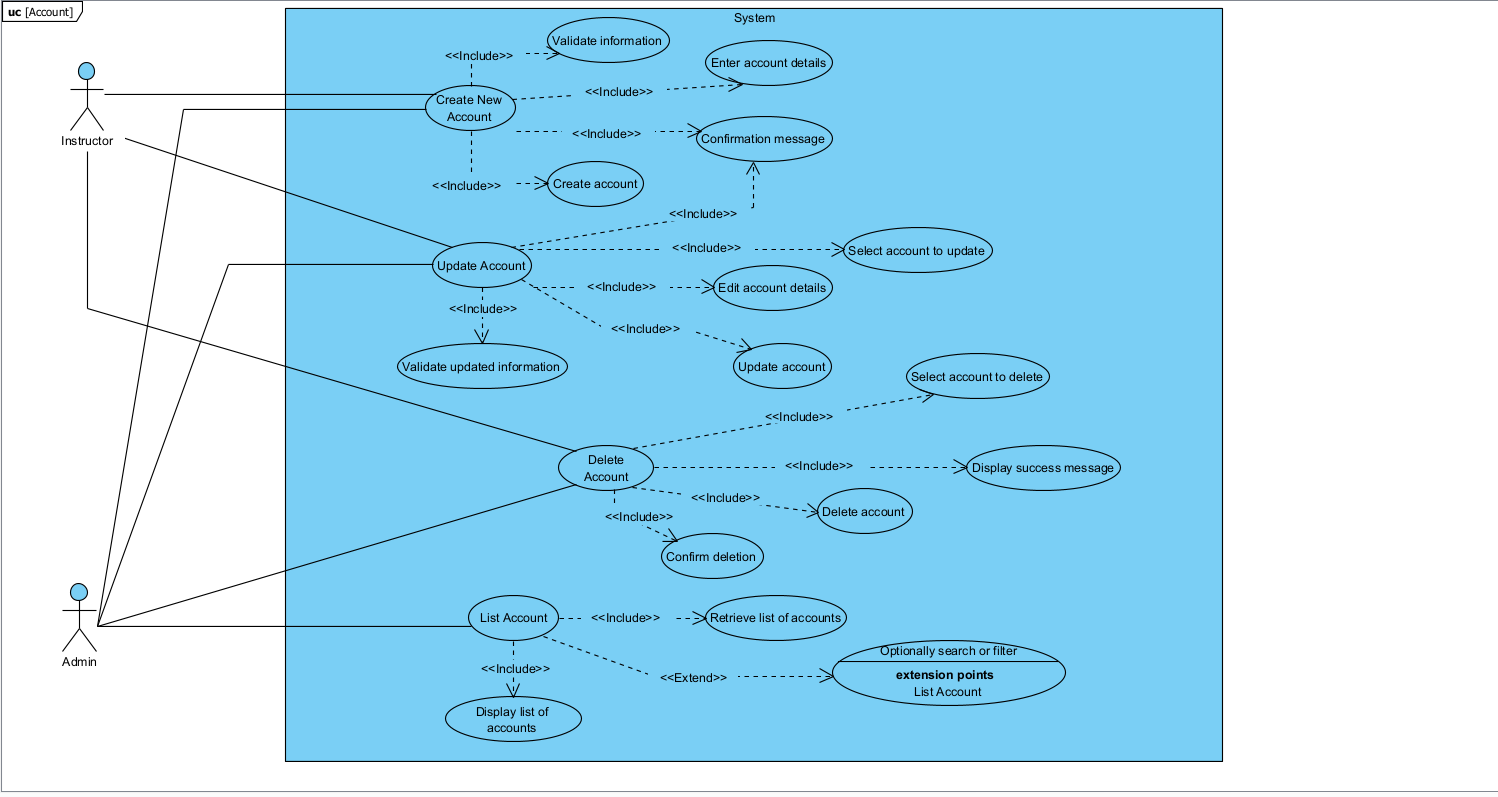 uc [Account]
System
Validate information
<<Include>>
Enter account details
<<Include>>
Create New
Account
Instructor
<<Include>>
Confirmation message
<<Include>>
Create account
<<Include>>
<<Include>>
Select account to update
Update Account
<<Include>>
Edit account details
<<Include>>
<<Include>>
Validate updated information
Update account
Select account to delete
<<Include>>
Delete
Account
<<Include>>
Display success message
<<Include>>
Delete account
<<Include>>
Confirm deletion
List Account
<<Include>>
Retrieve list of accounts
Admin
<<Include>>
<<Extend>>
Optionally search or filter
extension points
List Account
Display list of
accounts